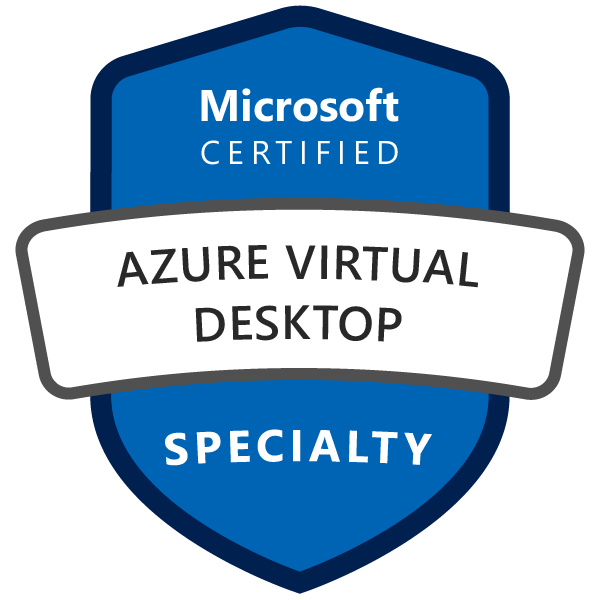 Microsoft
CERTIFIED
AZURE VIRTUAL
DESKTOP
SPECIALTY